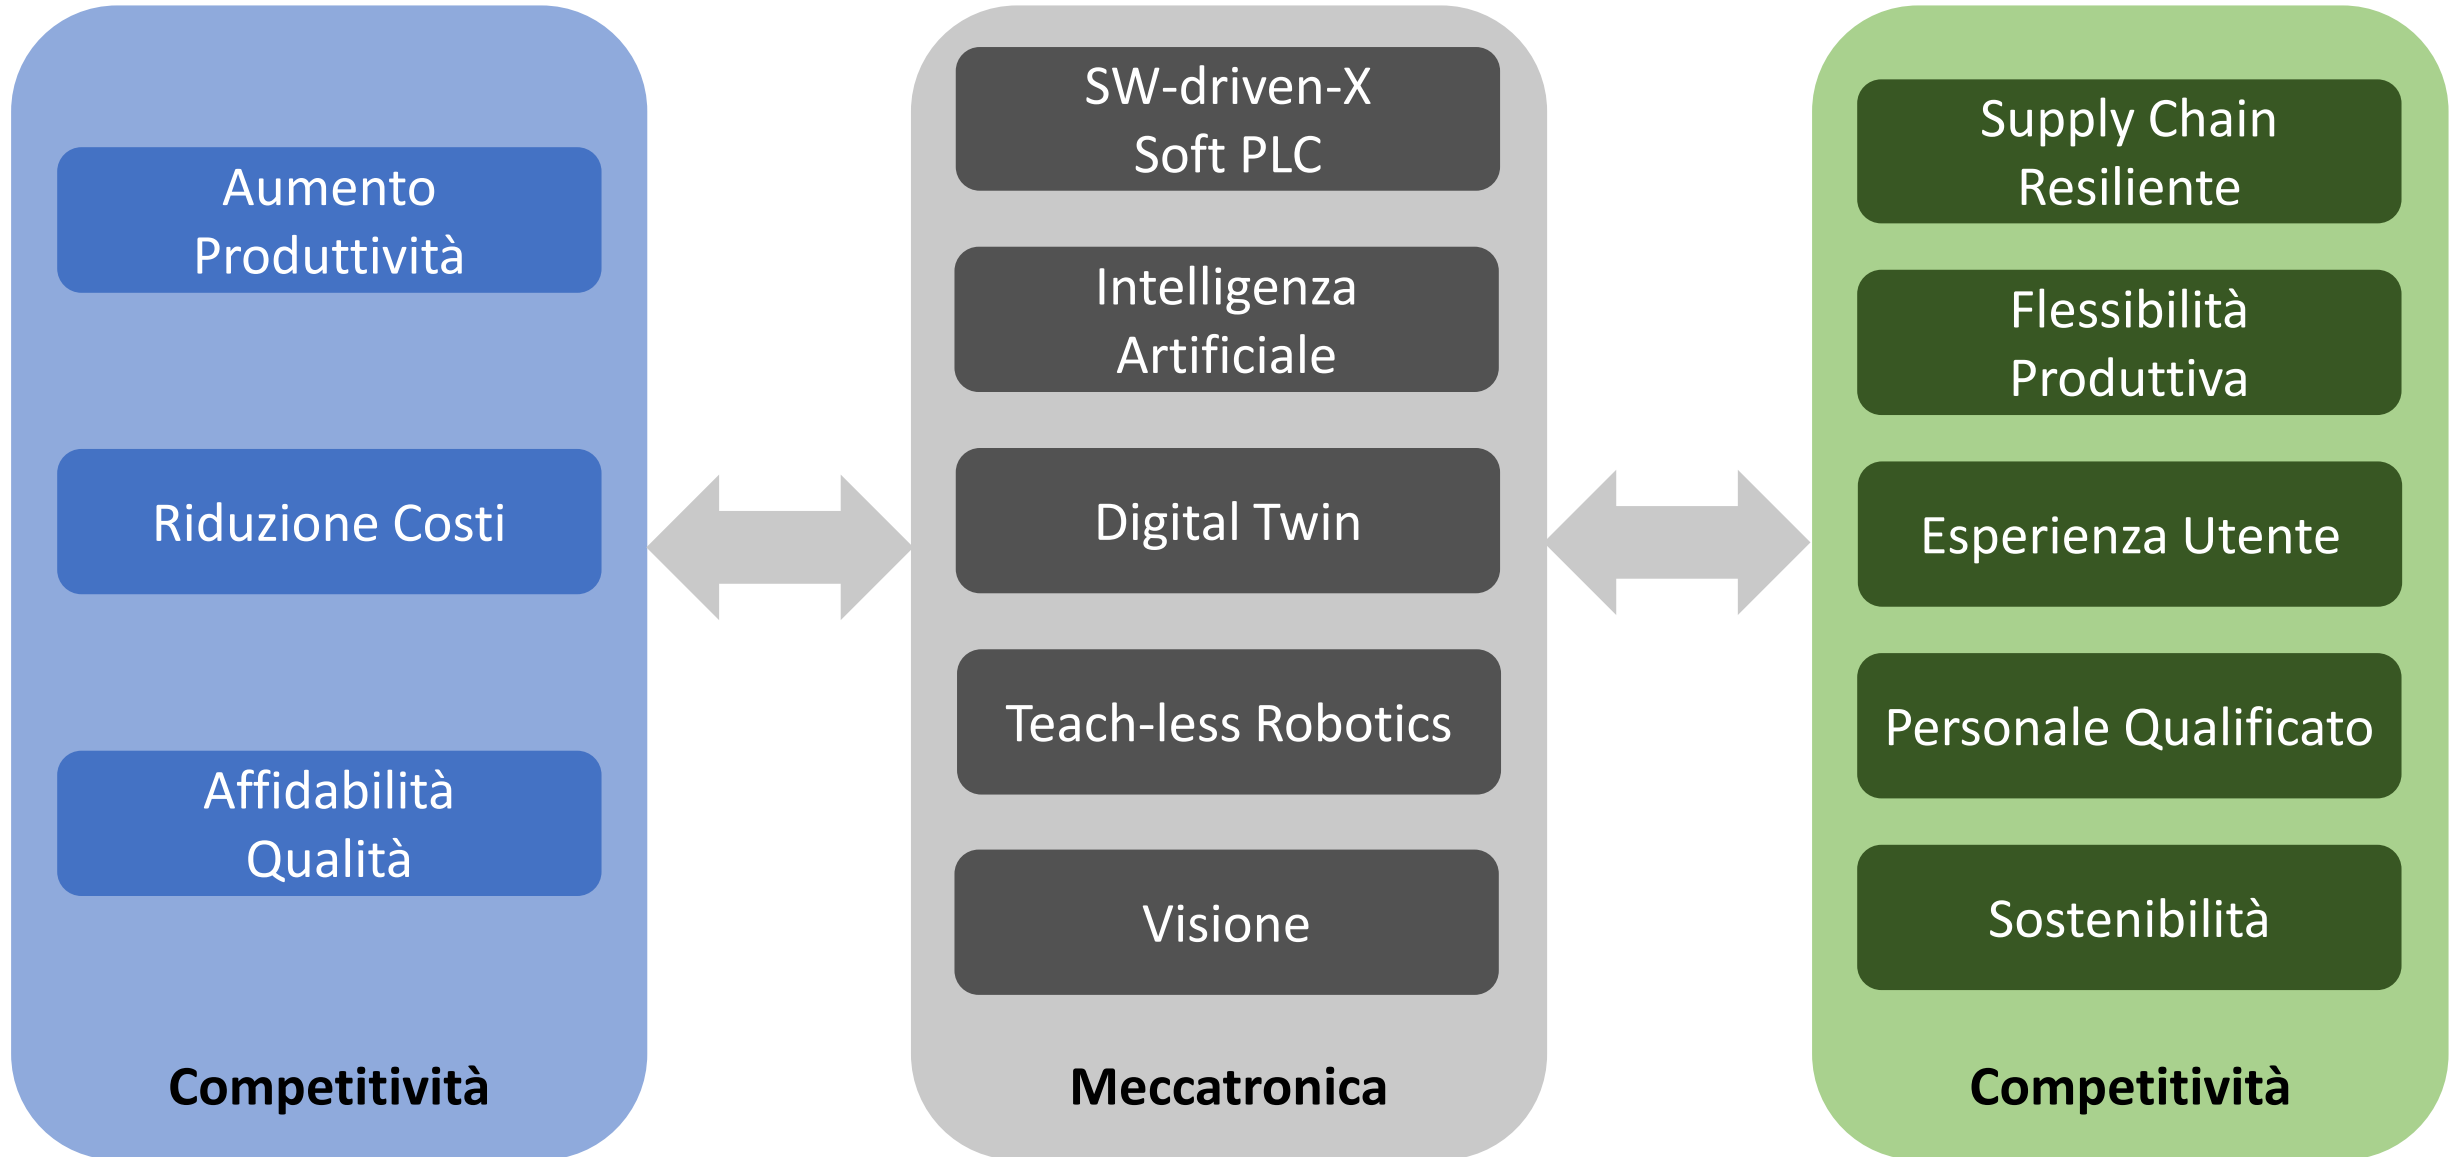 Aumento
Produttività
Riduzione Costi
Affidabilità
Qualità
Competitività
SW-driven-X
Soft PLC
Intelligenza
Artificiale
Digital Twin
Teach-less Robotics
Visione
Meccatronica
Supply Chain
Resiliente
Flessibilità
Produttiva
Esperienza Utente
Personale Qualificato
Sostenibilità
Competitività